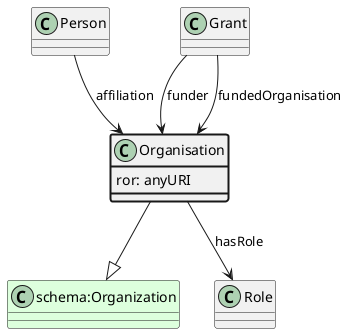 C Person
C Grant
affiliation
funder
fundedOrganisation
C Organisation
ror: anyURI
hasRole
C schema:Organization
C Role